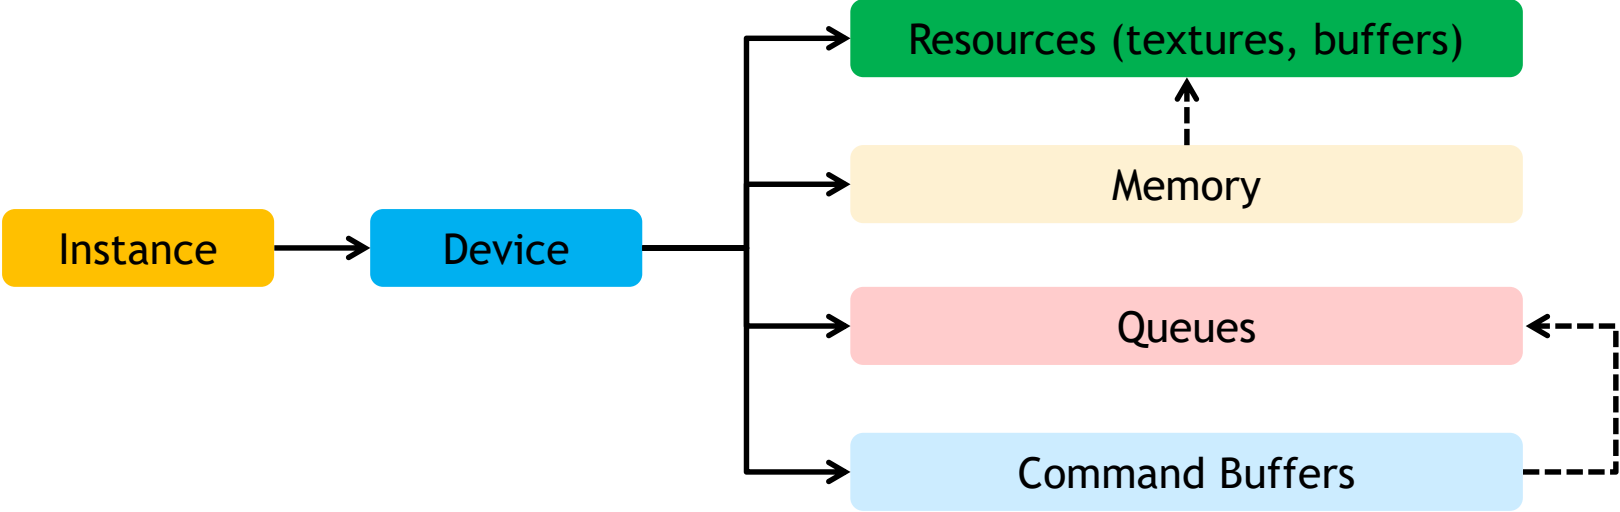 Resources (textures, buffers)
Memory
Instance
Device
Queues
Command Buffers